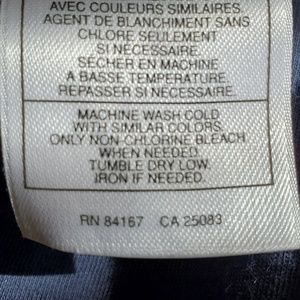 AVEC COULEURS SIMILAIRES.
AGENT DE BLANCHIMENT SANS
CHLORE SEULEMENT
SI NÉCESSAIRE.
SÉCHER EN MACHINE
A BASSE TEMPERATURE.
REPASSER SI NÉCESSAIRE.
MACHINE WASH COLD
WITH SIMILAR COLORS.
ONLY NON-CHLORINE BLEACH
WHEN NEEDED.
TUMBLE DRY LOW.
IRON IF NEEDED.
RN 84167 CA 25083